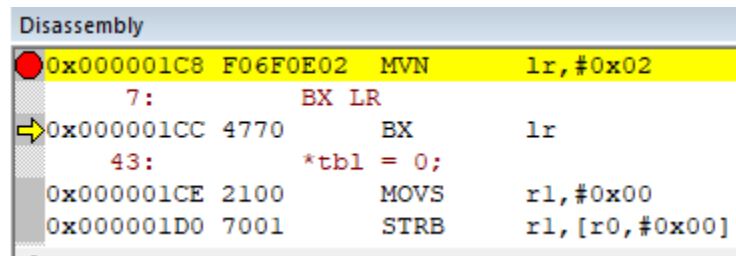 Disassembly
0x000001C8 F06F0E02 MVN lr,#0x02
7: BX LR
0x000001CC 4770 BX lr
43: *tbl = 0;
0x000001CE 2100 MOVS r1,#0x00
0x000001D0 7001 STRB r1,[r0,#0x00]